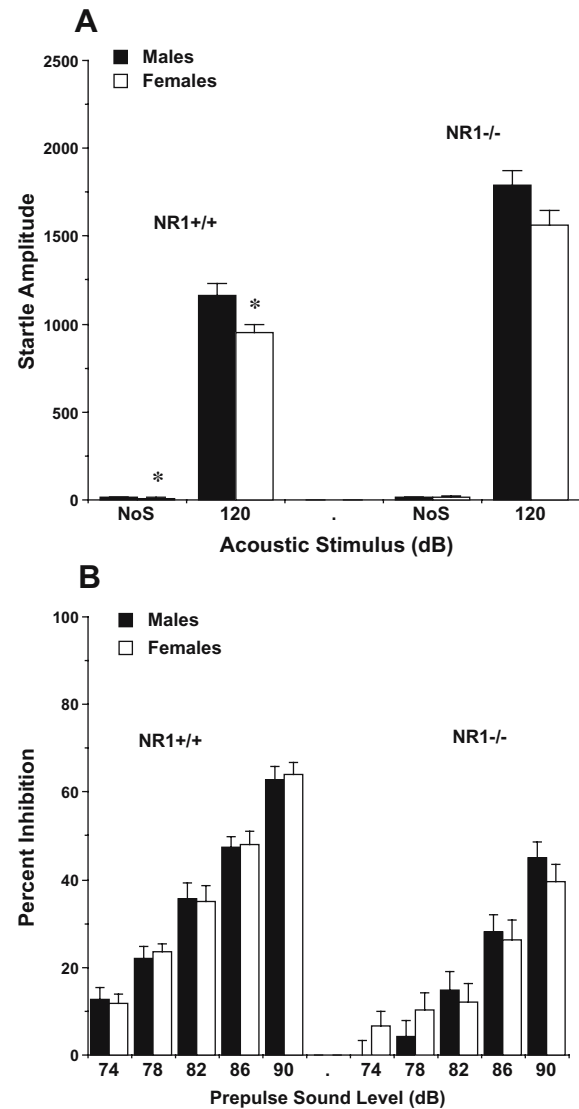 A
Males
Females
2500
2000
1500
1000
500
0
Startle Amplitude
NR1+/+
NR1-/-
*
*
NoS 120 . NoS 120
Acoustic Stimulus (dB)
B
Males
Females
100
80
60
40
20
0
Percent Inhibition
NR1+/+
NR1-/-
74 78 82 86 90 . 74 78 82 86 90
Prepulse Sound Level (dB)